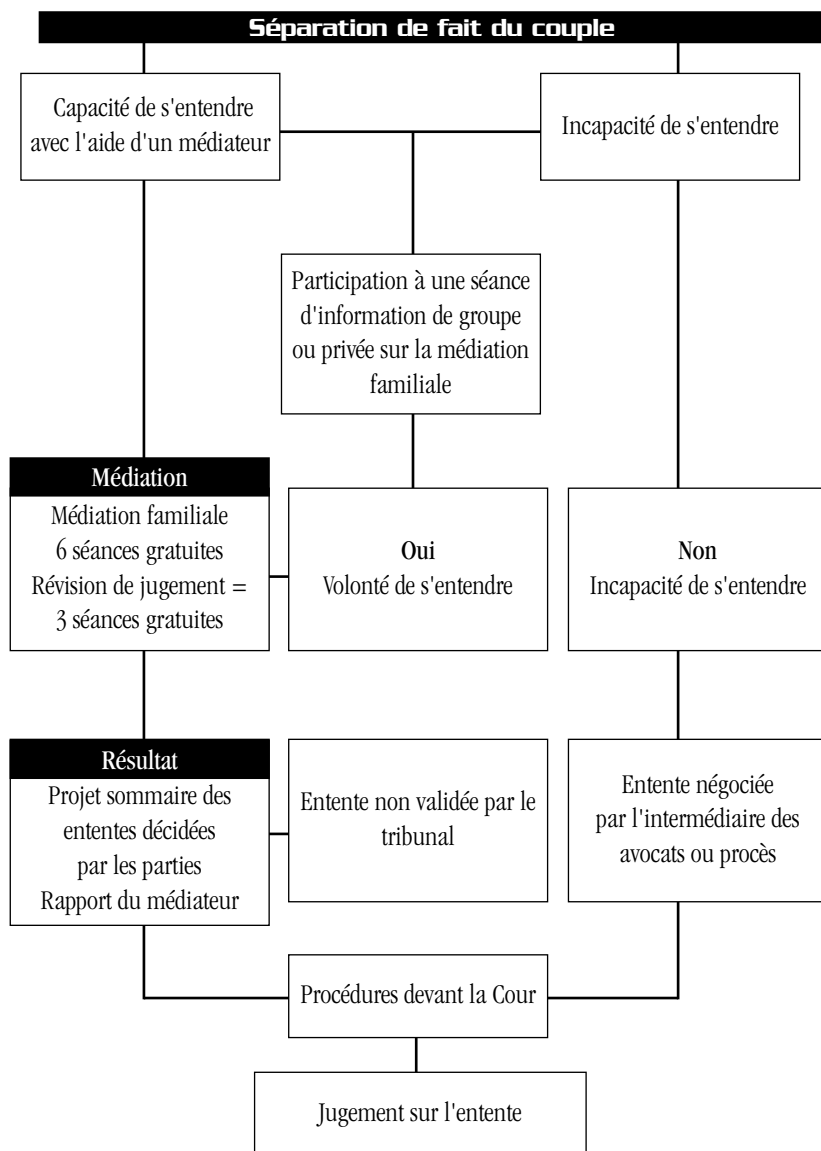 Séparation de fait du couple
Capacité de s'entendre
avec l'aide d'un médiateur
Incapacité de s'entendre
Participation à une séance
d'information de groupe
ou privée sur la médiation
familiale
Médiation
Médiation familiale
6 séances gratuites
Révision de jugement =
3 séances gratuites
Oui
Volonté de s'entendre
Non
Incapacité de s'entendre
Résultat
Projet sommaire des
ententes décidées
par les parties
Rapport du médiateur
Entente non validée par le
tribunal
Entente négociée
par l'intermédiaire des
avocats ou procès
Procédures devant la Cour
Jugement sur l'entente